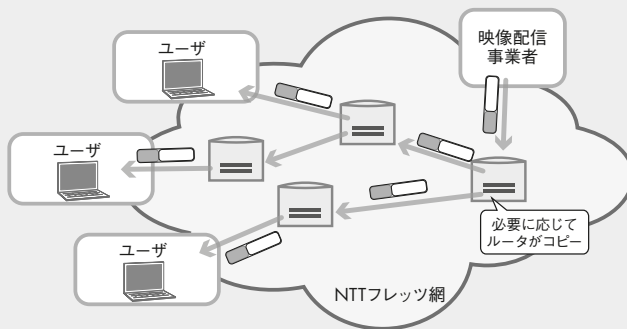 ユーザ
映像配信
事業者
ユーザ
ユーザ
必要に応じて
ルータがコピー
NTTフレッツ網